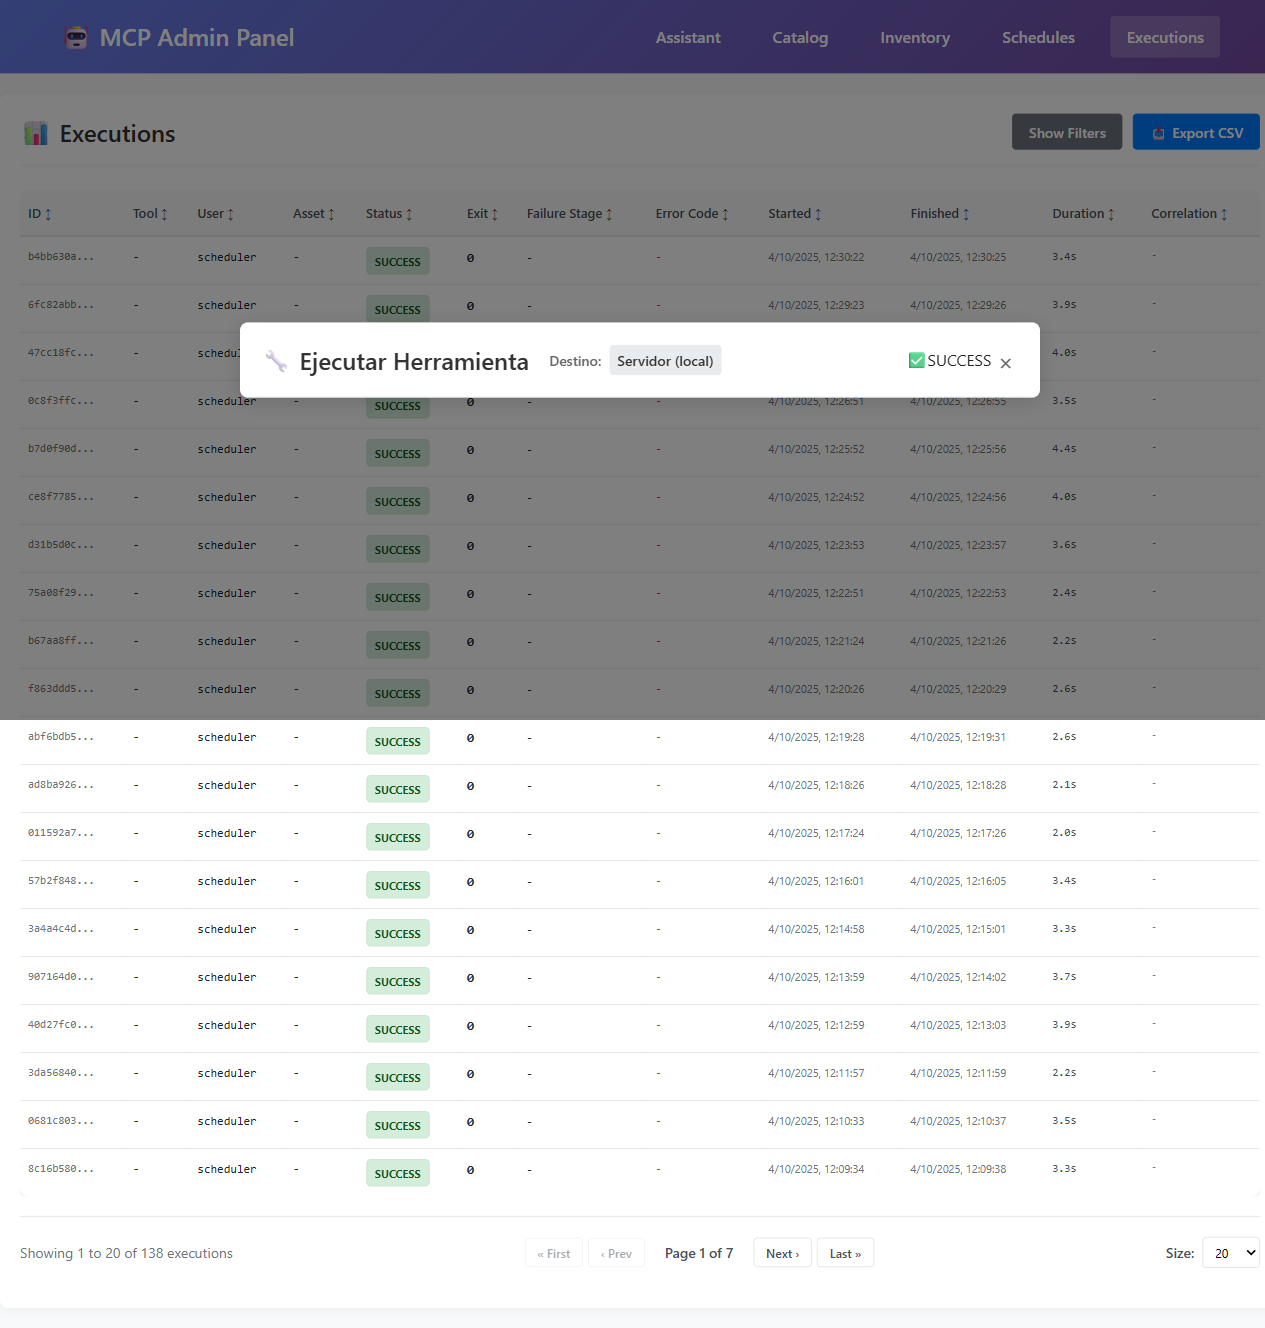 MCP Admin Panel Assistant Catalog Inventory Schedules Executions
Executions Show Filters Export CSV
ID Tool User Asset Status Exit Failure Stage Error Code Started Finished Duration Correlation
b4bb630a... - scheduler - SUCCESS 0 - - 4/10/2025, 12:30:22 4/10/2025, 12:30:25 3.4s -
6fc82abb... - scheduler - SUCCESS 0 - - 4/10/2025, 12:29:23 4/10/2025, 12:29:26 3.9s -
47cc18fc... - 4.0s -
Ejecutar Herramienta Destino: Servidor (local) ✅ SUCCESS ×
0c8f3ffc... - scheduler - SUCCESS 0 - - 4/10/2025, 12:26:51 4/10/2025, 12:26:55 3.5s -
b7d0f90d... - scheduler - SUCCESS 0 - - 4/10/2025, 12:25:52 4/10/2025, 12:25:56 4.4s -
ce8f7785... - scheduler - SUCCESS 0 - - 4/10/2025, 12:24:52 4/10/2025, 12:24:56 4.0s -
d31b5d0c... - scheduler - SUCCESS 0 - - 4/10/2025, 12:23:53 4/10/2025, 12:23:57 3.6s -
75a08f29... - scheduler - SUCCESS 0 - - 4/10/2025, 12:22:51 4/10/2025, 12:22:53 2.4s -
b67aa8ff... - scheduler - SUCCESS 0 - - 4/10/2025, 12:21:24 4/10/2025, 12:21:26 2.2s -
f863ddd5... - scheduler - SUCCESS 0 - - 4/10/2025, 12:20:26 4/10/2025, 12:20:29 2.6s -
abf6bdb5... - scheduler - SUCCESS 0 - - 4/10/2025, 12:19:28 4/10/2025, 12:19:31 2.6s -
ad8ba926... - scheduler - SUCCESS 0 - - 4/10/2025, 12:18:26 4/10/2025, 12:18:28 2.1s -
011592a7... - scheduler - SUCCESS 0 - - 4/10/2025, 12:17:24 4/10/2025, 12:17:26 2.0s -
57b2f848... - scheduler - SUCCESS 0 - - 4/10/2025, 12:16:01 4/10/2025, 12:16:05 3.4s -
3a4a4c4d... - scheduler - SUCCESS 0 - - 4/10/2025, 12:14:58 4/10/2025, 12:15:01 3.3s -
907164d0... - scheduler - SUCCESS 0 - - 4/10/2025, 12:13:59 4/10/2025, 12:14:02 3.7s -
40d27fc0... - scheduler - SUCCESS 0 - - 4/10/2025, 12:12:59 4/10/2025, 12:13:03 3.9s -
3da56840... - scheduler - SUCCESS 0 - - 4/10/2025, 12:11:57 4/10/2025, 12:11:59 2.2s -
0681c803... - scheduler - SUCCESS 0 - - 4/10/2025, 12:10:33 4/10/2025, 12:10:37 3.5s -
8c16b580... - scheduler - SUCCESS 0 - - 4/10/2025, 12:09:34 4/10/2025, 12:09:38 3.3s -
Showing 1 to 20 of 138 executions « First ‹ Prev Page 1 of 7 Next › Last » Size: 20